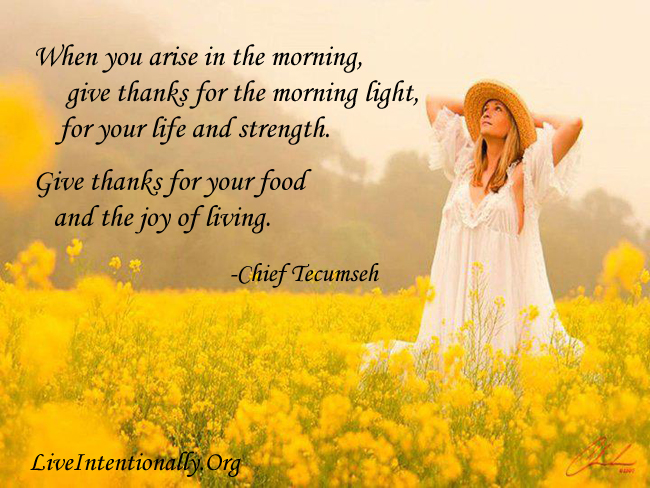 When you arise in the morning,
give thanks for the morning light,
for your life and strength.
Give thanks for your food
and the joy of living.
-Chief Tecumseh
LiveIntentionally.Org